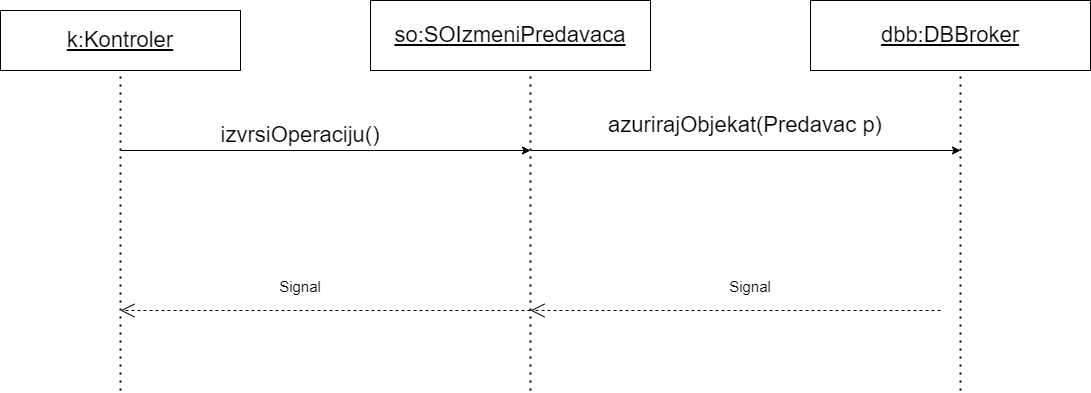 k:Kontroler
so:SOIzmeniPredavaca
dbb:DBBroker
izvrsiOperaciju()
azurirajObjekat(Predavac p)
Signal
Signal